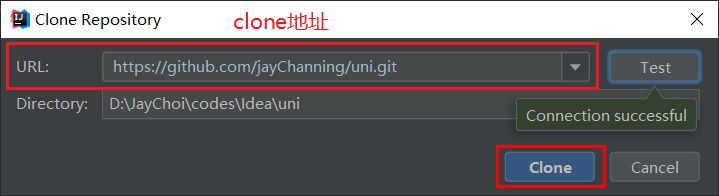 Clone Repository
clone地址
URL: https://github.com/jayChanning/uni.git Test
Directory: D:\JayChoi\codes\Idea\uni
Connection successful
Clone Cancel